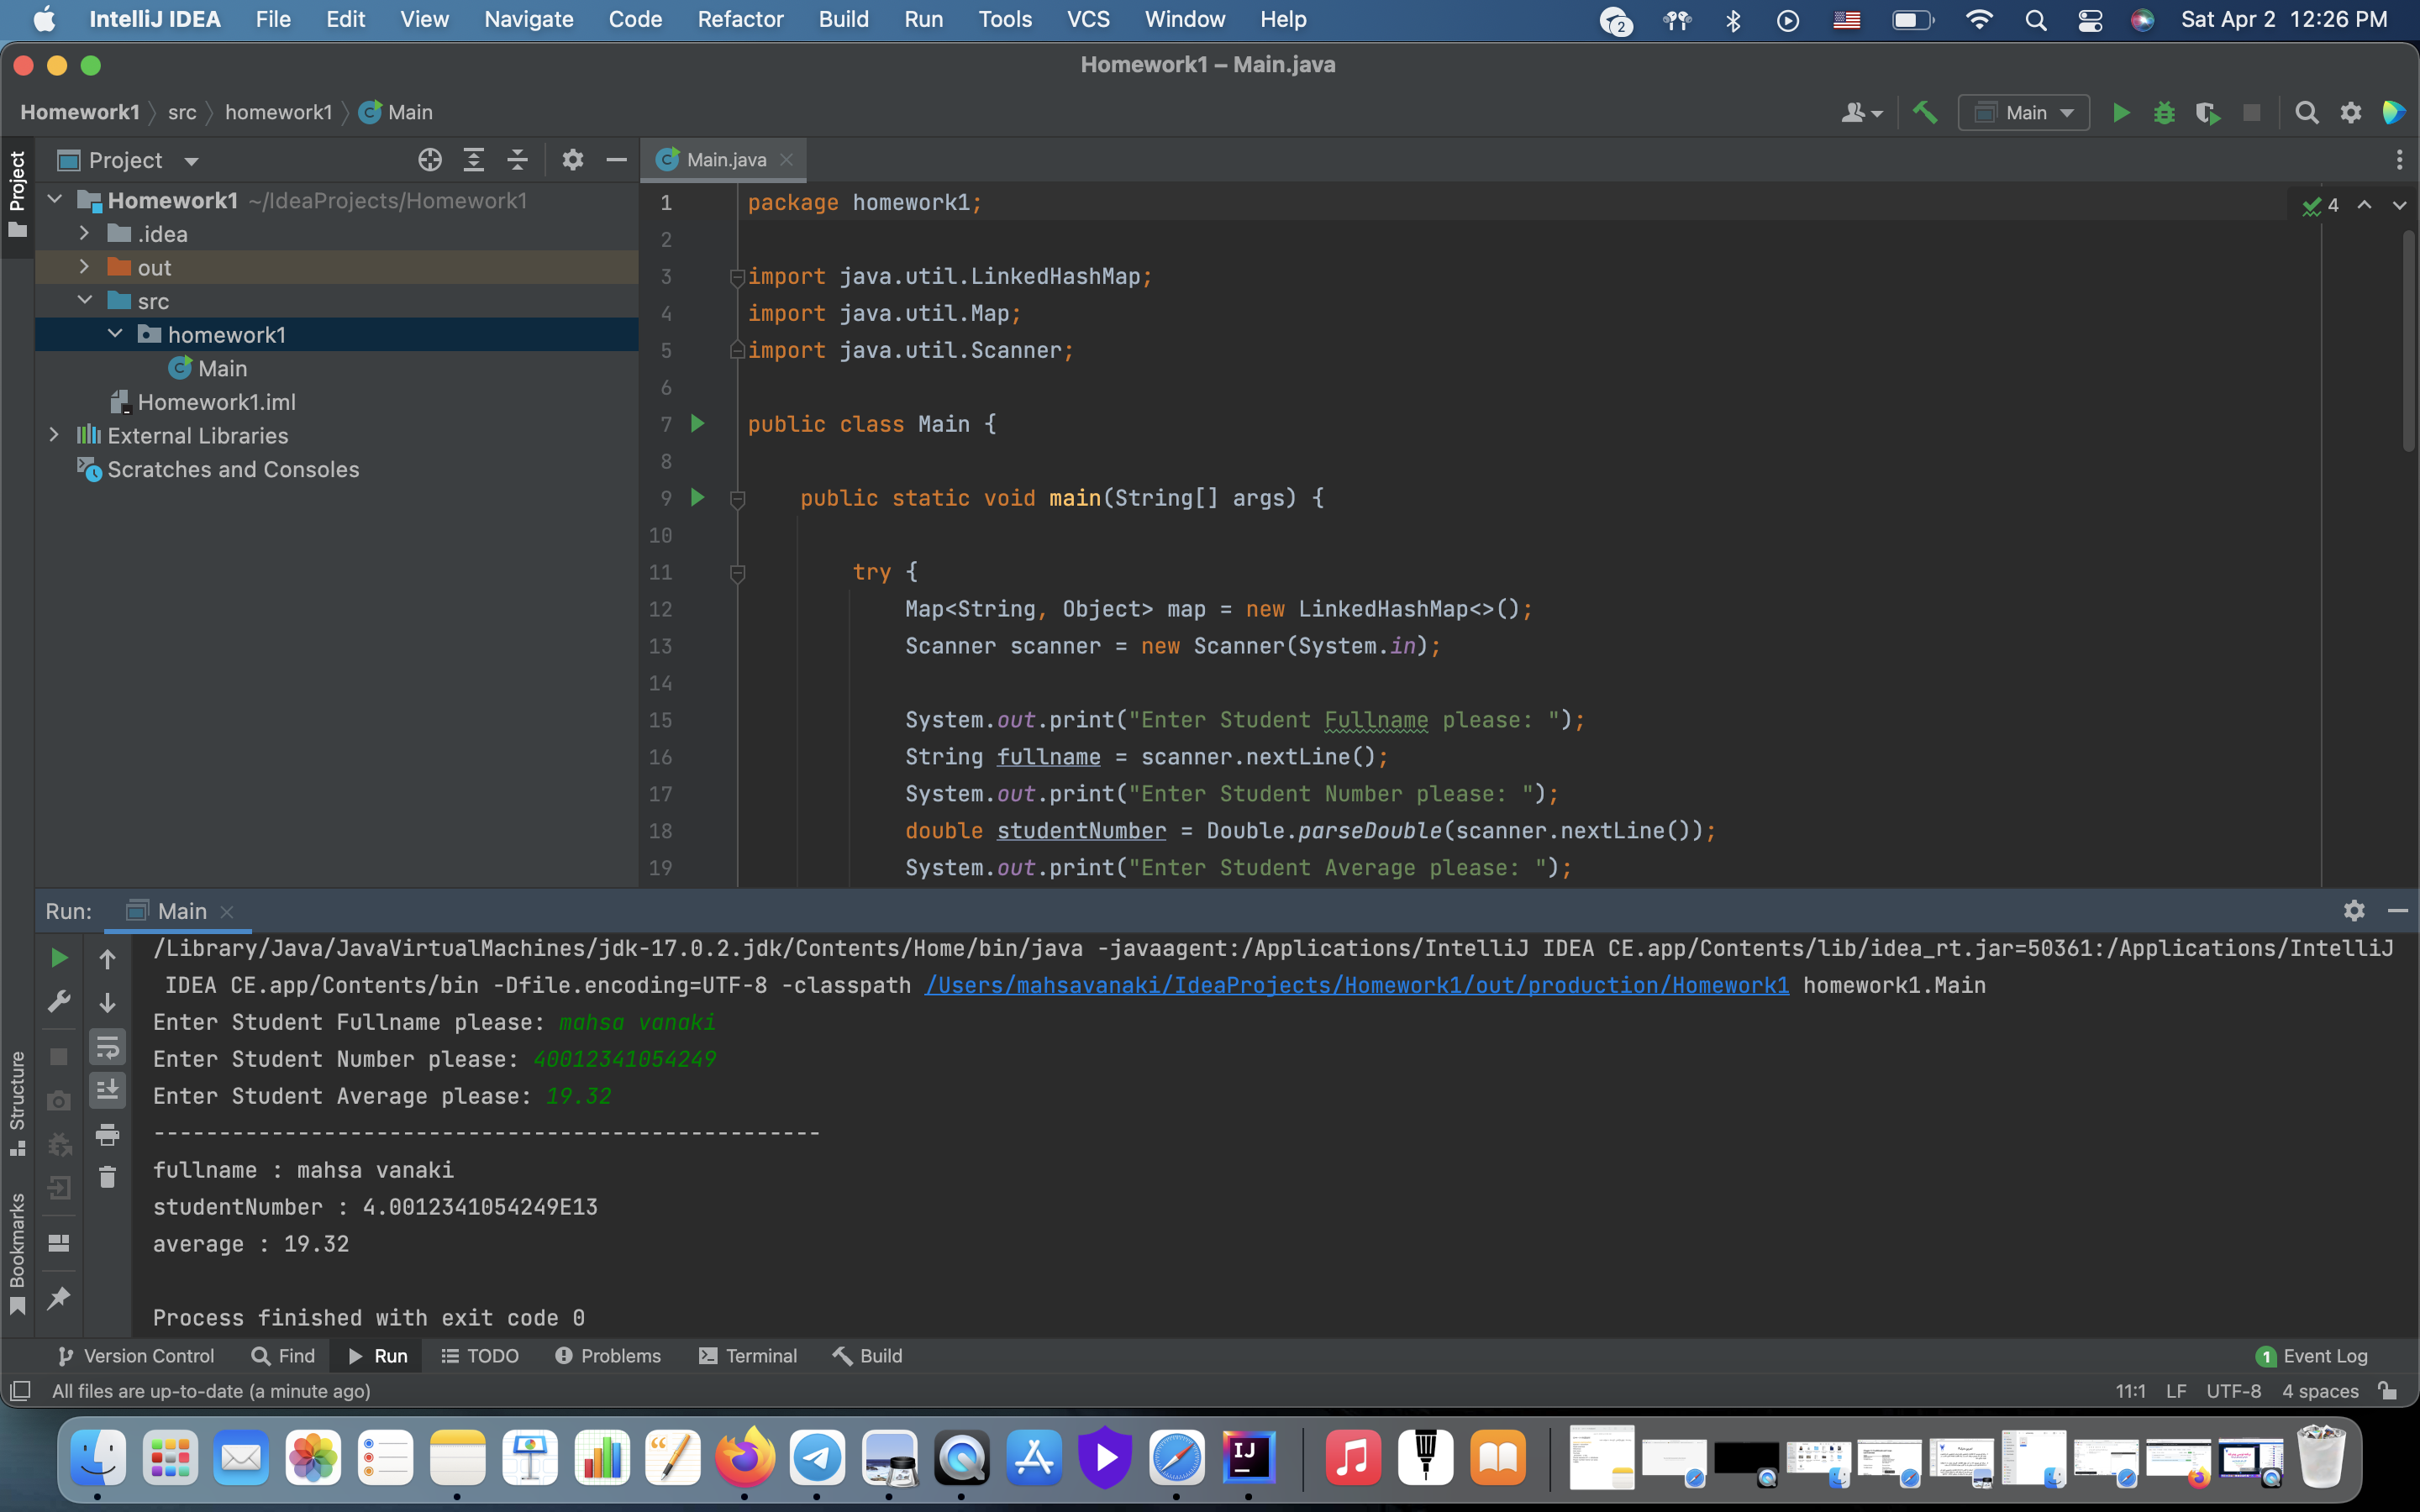 IntelliJ IDEA File Edit View Navigate Code Refactor Build Run Tools VCS Window Help 2 Sat Apr 2 12:26 PM
Homework1 – Main.java
Homework1 src homework1 Main Main
Project Main.java
Project
Homework1 ~/IdeaProjects/Homework1
.idea
out
src
homework1
Main
Homework1.iml
External Libraries
Scratches and Consoles
4
1 package homework1;
2
3 import java.util.LinkedHashMap;
4 import java.util.Map;
5 import java.util.Scanner;
6
7 public class Main {
8
9 public static void main(String[] args) {
10
11 try {
12 Map<String, Object> map = new LinkedHashMap<>();
13 Scanner scanner = new Scanner(System.in);
14
15 System.out.print("Enter Student Fullname please: ");
16 String fullname = scanner.nextLine();
17 System.out.print("Enter Student Number please: ");
18 double studentNumber = Double.parseDouble(scanner.nextLine());
19 System.out.print("Enter Student Average please: ");
Run: Main
/Library/Java/JavaVirtualMachines/jdk-17.0.2.jdk/Contents/Home/bin/java -javaagent:/Applications/IntelliJ IDEA CE.app/Contents/lib/idea_rt.jar=50361:/Applications/IntelliJ
IDEA CE.app/Contents/bin -Dfile.encoding=UTF-8 -classpath /Users/mahsavanaki/IdeaProjects/Homework1/out/production/Homework1 homework1.Main
Enter Student Fullname please: mahsa vanaki
Enter Student Number please: 40012341054249
Enter Student Average please: 19.32
---------------------------------------------------
fullname : mahsa vanaki
studentNumber : 4.0012341054249E13
average : 19.32
Process finished with exit code 0
Structure
Bookmarks
Version Control Find Run TODO Problems Terminal Build 1 Event Log
All files are up-to-date (a minute ago) 11:1 LF UTF-8 4 spaces
IJ